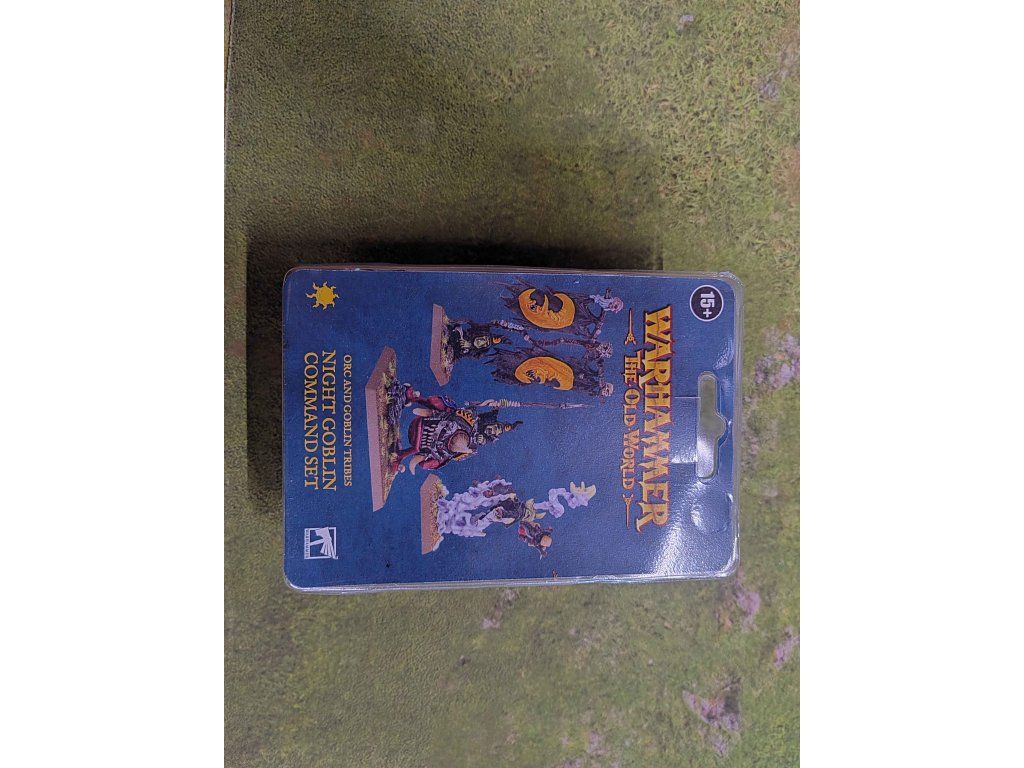 15+
WARHAMMER
THE OLD WORLD
ORC AND GOBLIN TRIBES
NIGHT GOBLIN
COMMAND SET